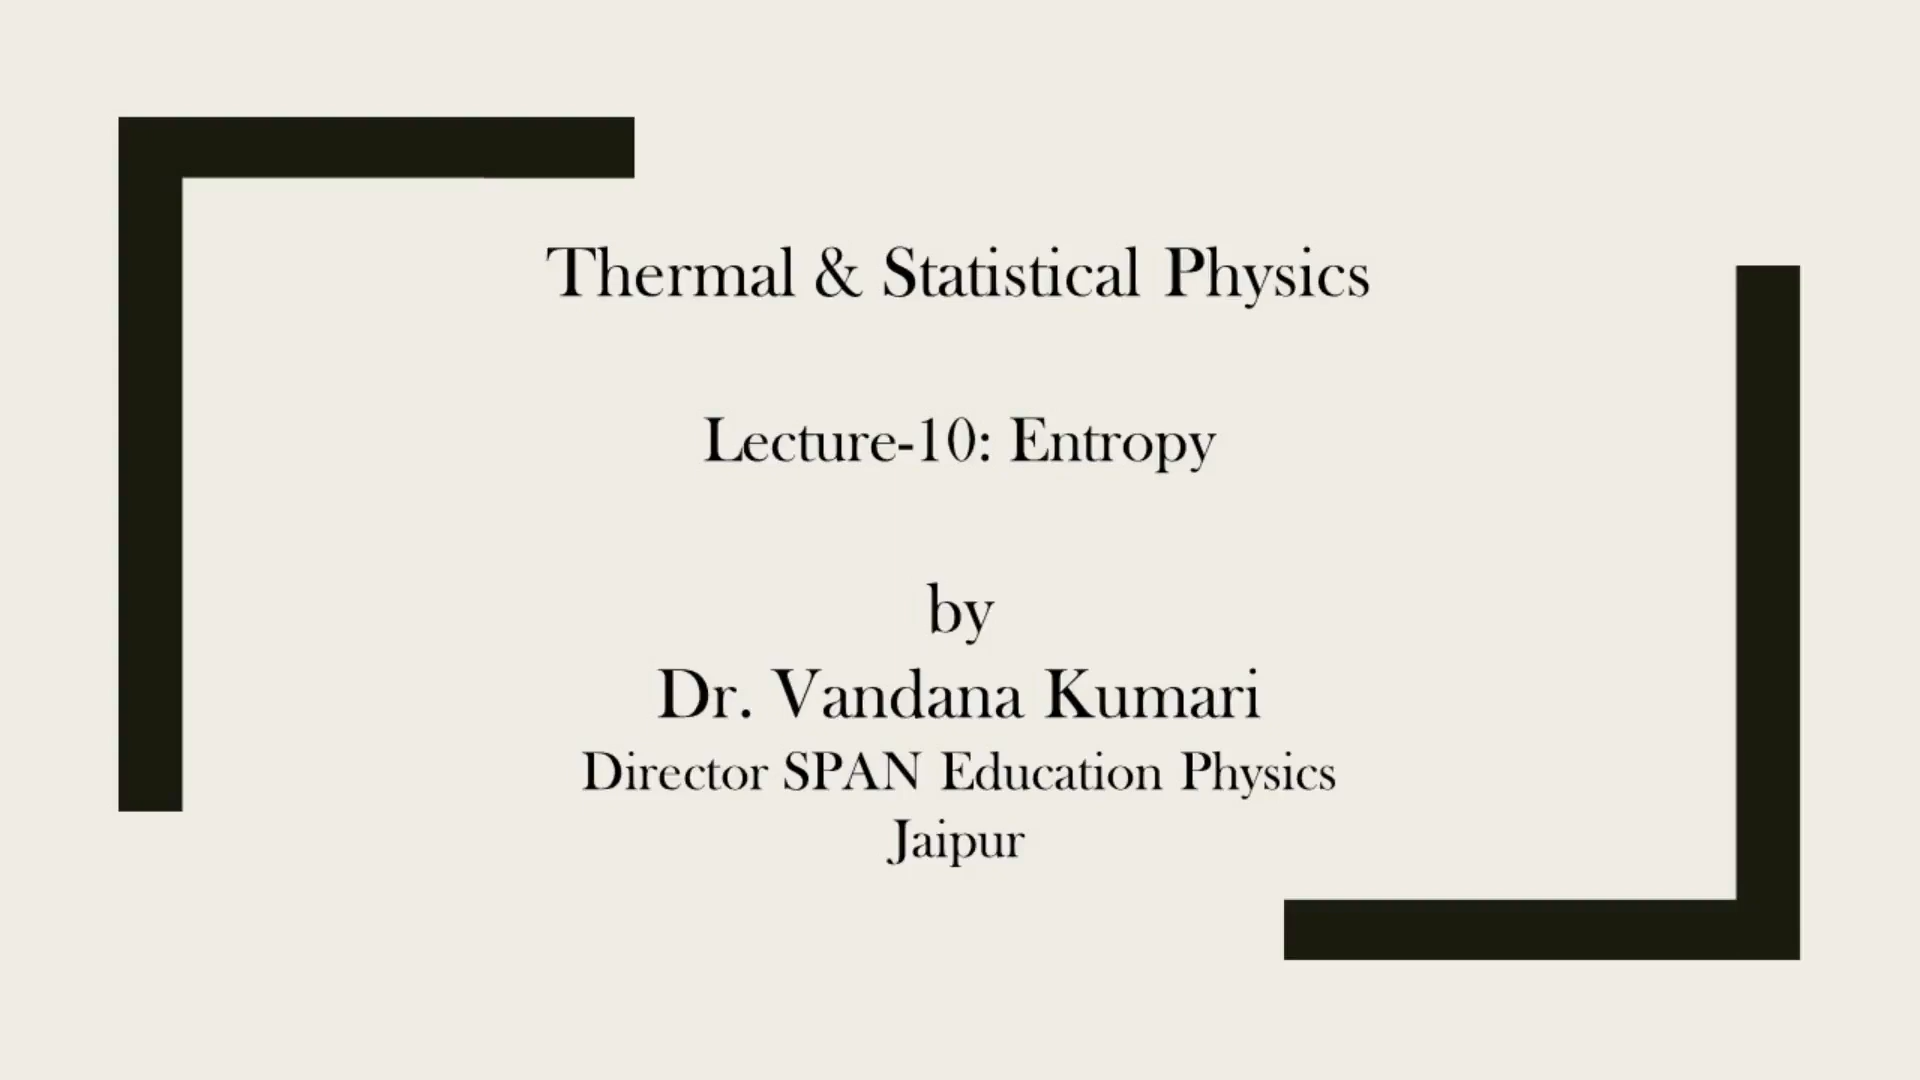 Thermal & Statistical Physics
Lecture-10: Entropy
by
Dr. Vandana Kumari
Director SPAN Education Physics
Jaipur